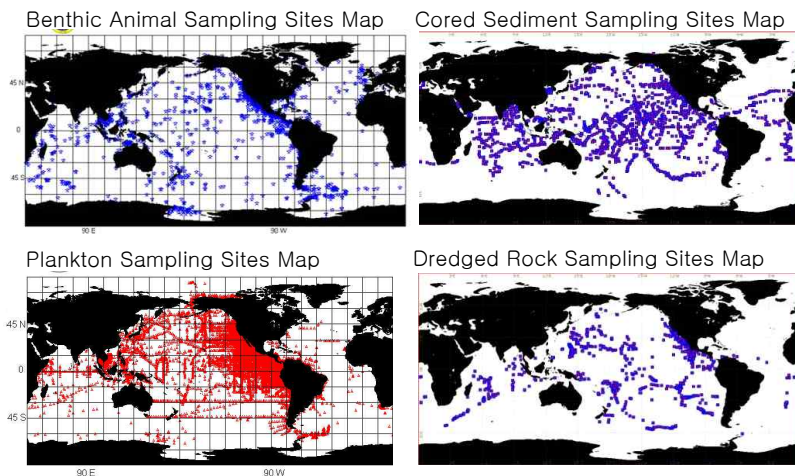 Benthic Animal Sampling Sites Map
45 N
0
45 S
90 E
90 W
Cored Sediment Sampling Sites Map
Plankton Sampling Sites Map
45 N
0
45 S
90 E
90 W
Dredged Rock Sampling Sites Map